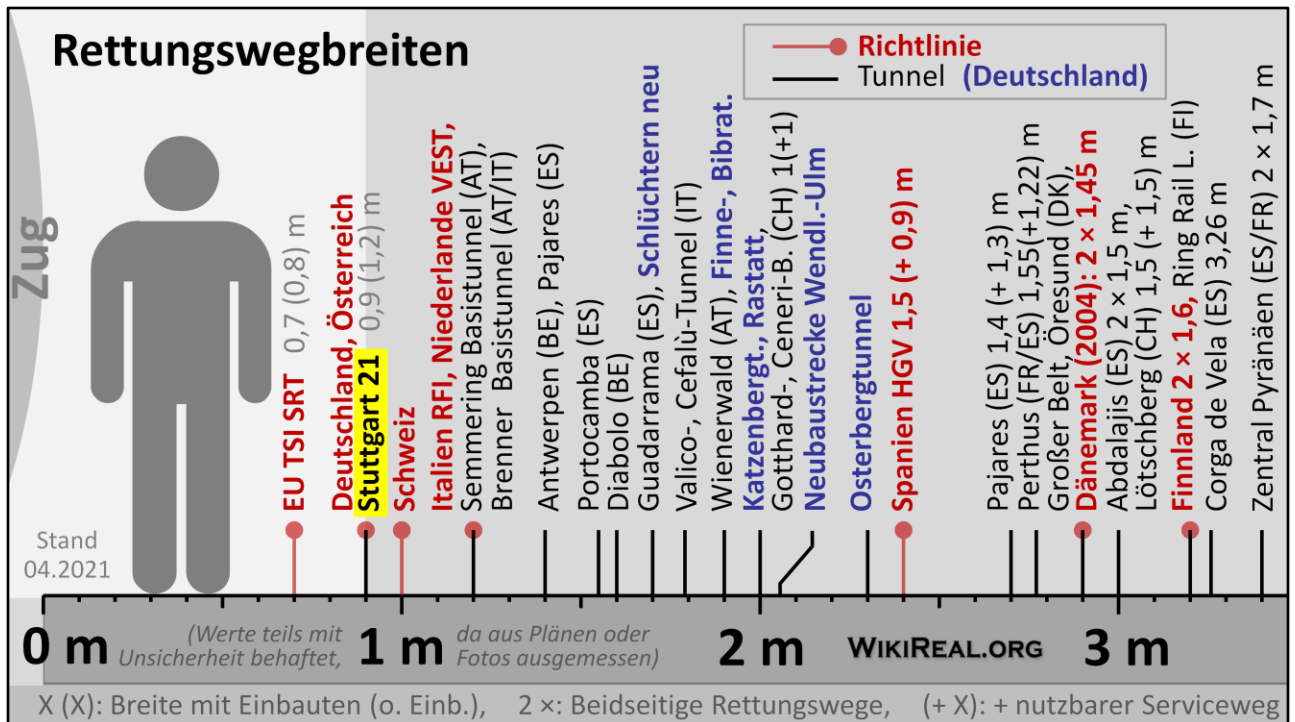 Rettungswegbreiten
Richtlinie
Tunnel (Deutschland)
Zug
EU TSI SRT 0,7 (0,8) m
Deutschland, Österreich
Stuttgart 21 0,9 (1,2) m
Schweiz
Italien RFI, Niederlande VEST,
Semmering Basistunnel (AT),
Brenner Basistunnel (AT/IT)
Antwerpen (BE), Pajares (ES)
Portocamba (ES)
Diabolo (BE)
Guadarrama (ES), Schlüchtern neu
Valico-, Cefalù-Tunnel (IT)
Wienerwald (AT), Finne-, Bibrat.
Katzenbergt., Rastatt,
Gotthard-, Ceneri-B. (CH) 1(+1)
Neubaustrecke Wendl.-Ulm
Osterbergtunnel
Spanien HGV 1,5 (+ 0,9) m
Pajares (ES) 1,4 (+ 1,3) m
Perthus (FR/ES) 1,55(+1,22) m
Großer Belt, Öresund (DK),
Dänemark (2004): 2 × 1,45 m
Abdalajis (ES) 2 × 1,5 m,
Lötschberg (CH) 1,5 (+ 1,5) m
Finnland 2 × 1,6, Ring Rail L. (FI)
Corga de Vela (ES) 3,26 m
Zentral Pyränäen (ES/FR) 2 × 1,7 m
Stand
04.2021
0 m 1 m 2 m 3 m
(Werte teils mit
Unsicherheit behaftet,
da aus Plänen oder
Fotos ausgemessen)
WikiReal.org
X (X): Breite mit Einbauten (o. Einb.), 2 ×: Beidseitige Rettungswege, (+ X): + nutzbarer Serviceweg